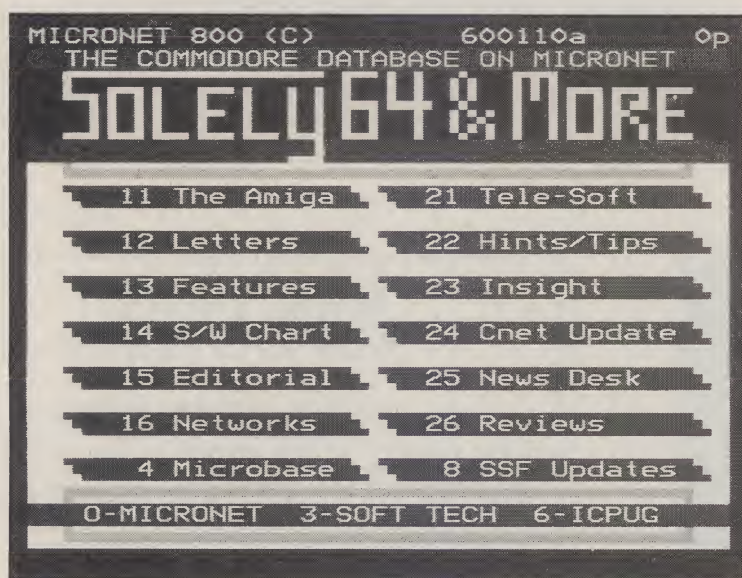 MICRONET 800 (C) 600110a 0p
THE COMMODORE DATABASE ON MICRONET
SOLELY 64 & MORE
11 The Amiga 21 Tele-Soft
12 Letters 22 Hints/Tips
13 Features 23 Insight
14 S/W Chart 24 Cnet Update
15 Editorial 25 News Desk
16 Networks 26 Reviews
4 Microbase 8 SSF Updates
0-MICRONET 3-SOFT TECH 6-ICPUG